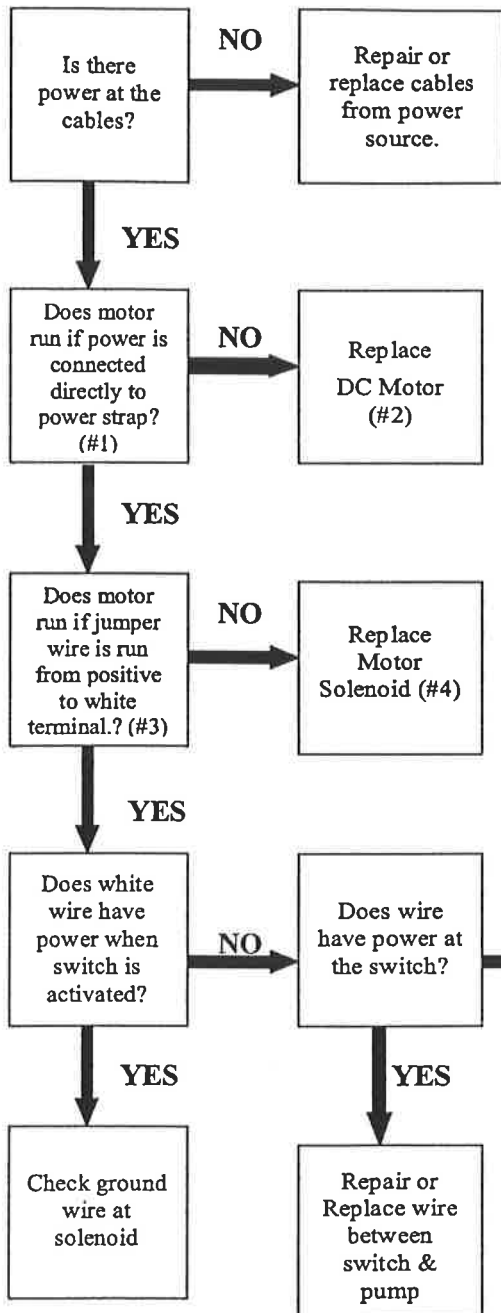 Is there
power at the
cables?
NO
Repair or
replace cables
from power
source.
YES
Does motor
run if power is
connected
directly to
power strap?
(#1)
NO
Replace
DC Motor
(#2)
YES
Does motor
run if jumper
wire is run
from positive
to white
terminal.? (#3)
NO
Replace
Motor
Solenoid (#4)
YES
Does white
wire have
power when
switch is
activated?
NO
Does wire
have power at
the switch?
YES
YES
Check ground
wire at
solenoid
Repair or
Replace wire
between
switch &
pump